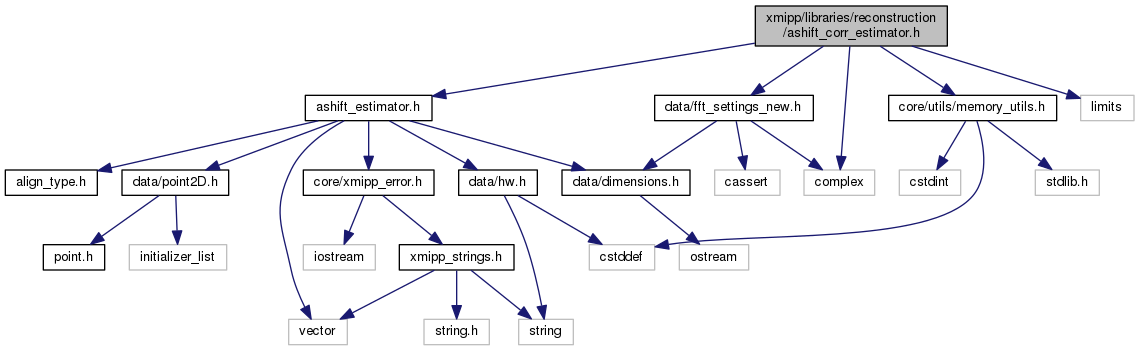 xmipp/libraries/reconstruction
/ashift_corr_estimator.h
ashift_estimator.h
data/fft_settings_new.h
core/utils/memory_utils.h
limits
align_type.h
data/point2D.h
core/xmipp_error.h
data/hw.h
data/dimensions.h
cassert
complex
cstdint
stdlib.h
point.h
initializer_list
iostream
xmipp_strings.h
cstddef
ostream
vector
string.h
string